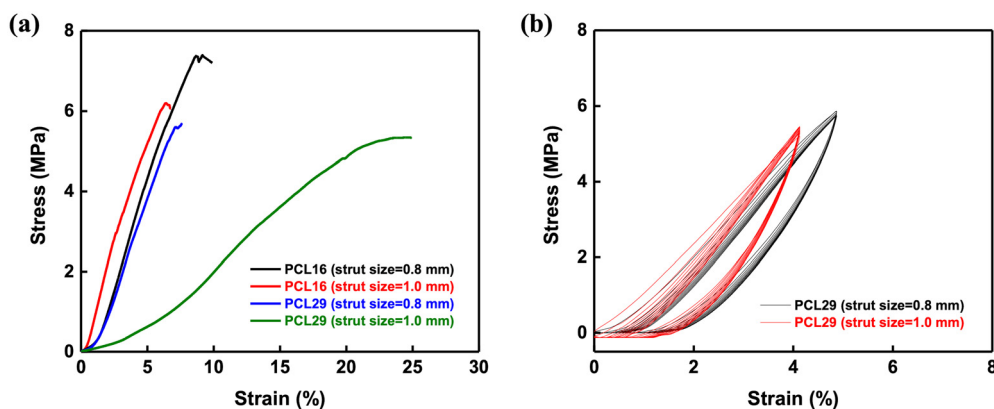 (a)
8
6
4
2
0
Stress (MPa)
PCL16 (strut size=0.8 mm)
PCL16 (strut size=1.0 mm)
PCL29 (strut size=0.8 mm)
PCL29 (strut size=1.0 mm)
0 5 10 15 20 25 30
Strain (%)
(b)
8
6
4
2
0
Stress (MPa)
PCL29 (strut size=0.8 mm)
PCL29 (strut size=1.0 mm)
0 2 4 6 8
Strain (%)